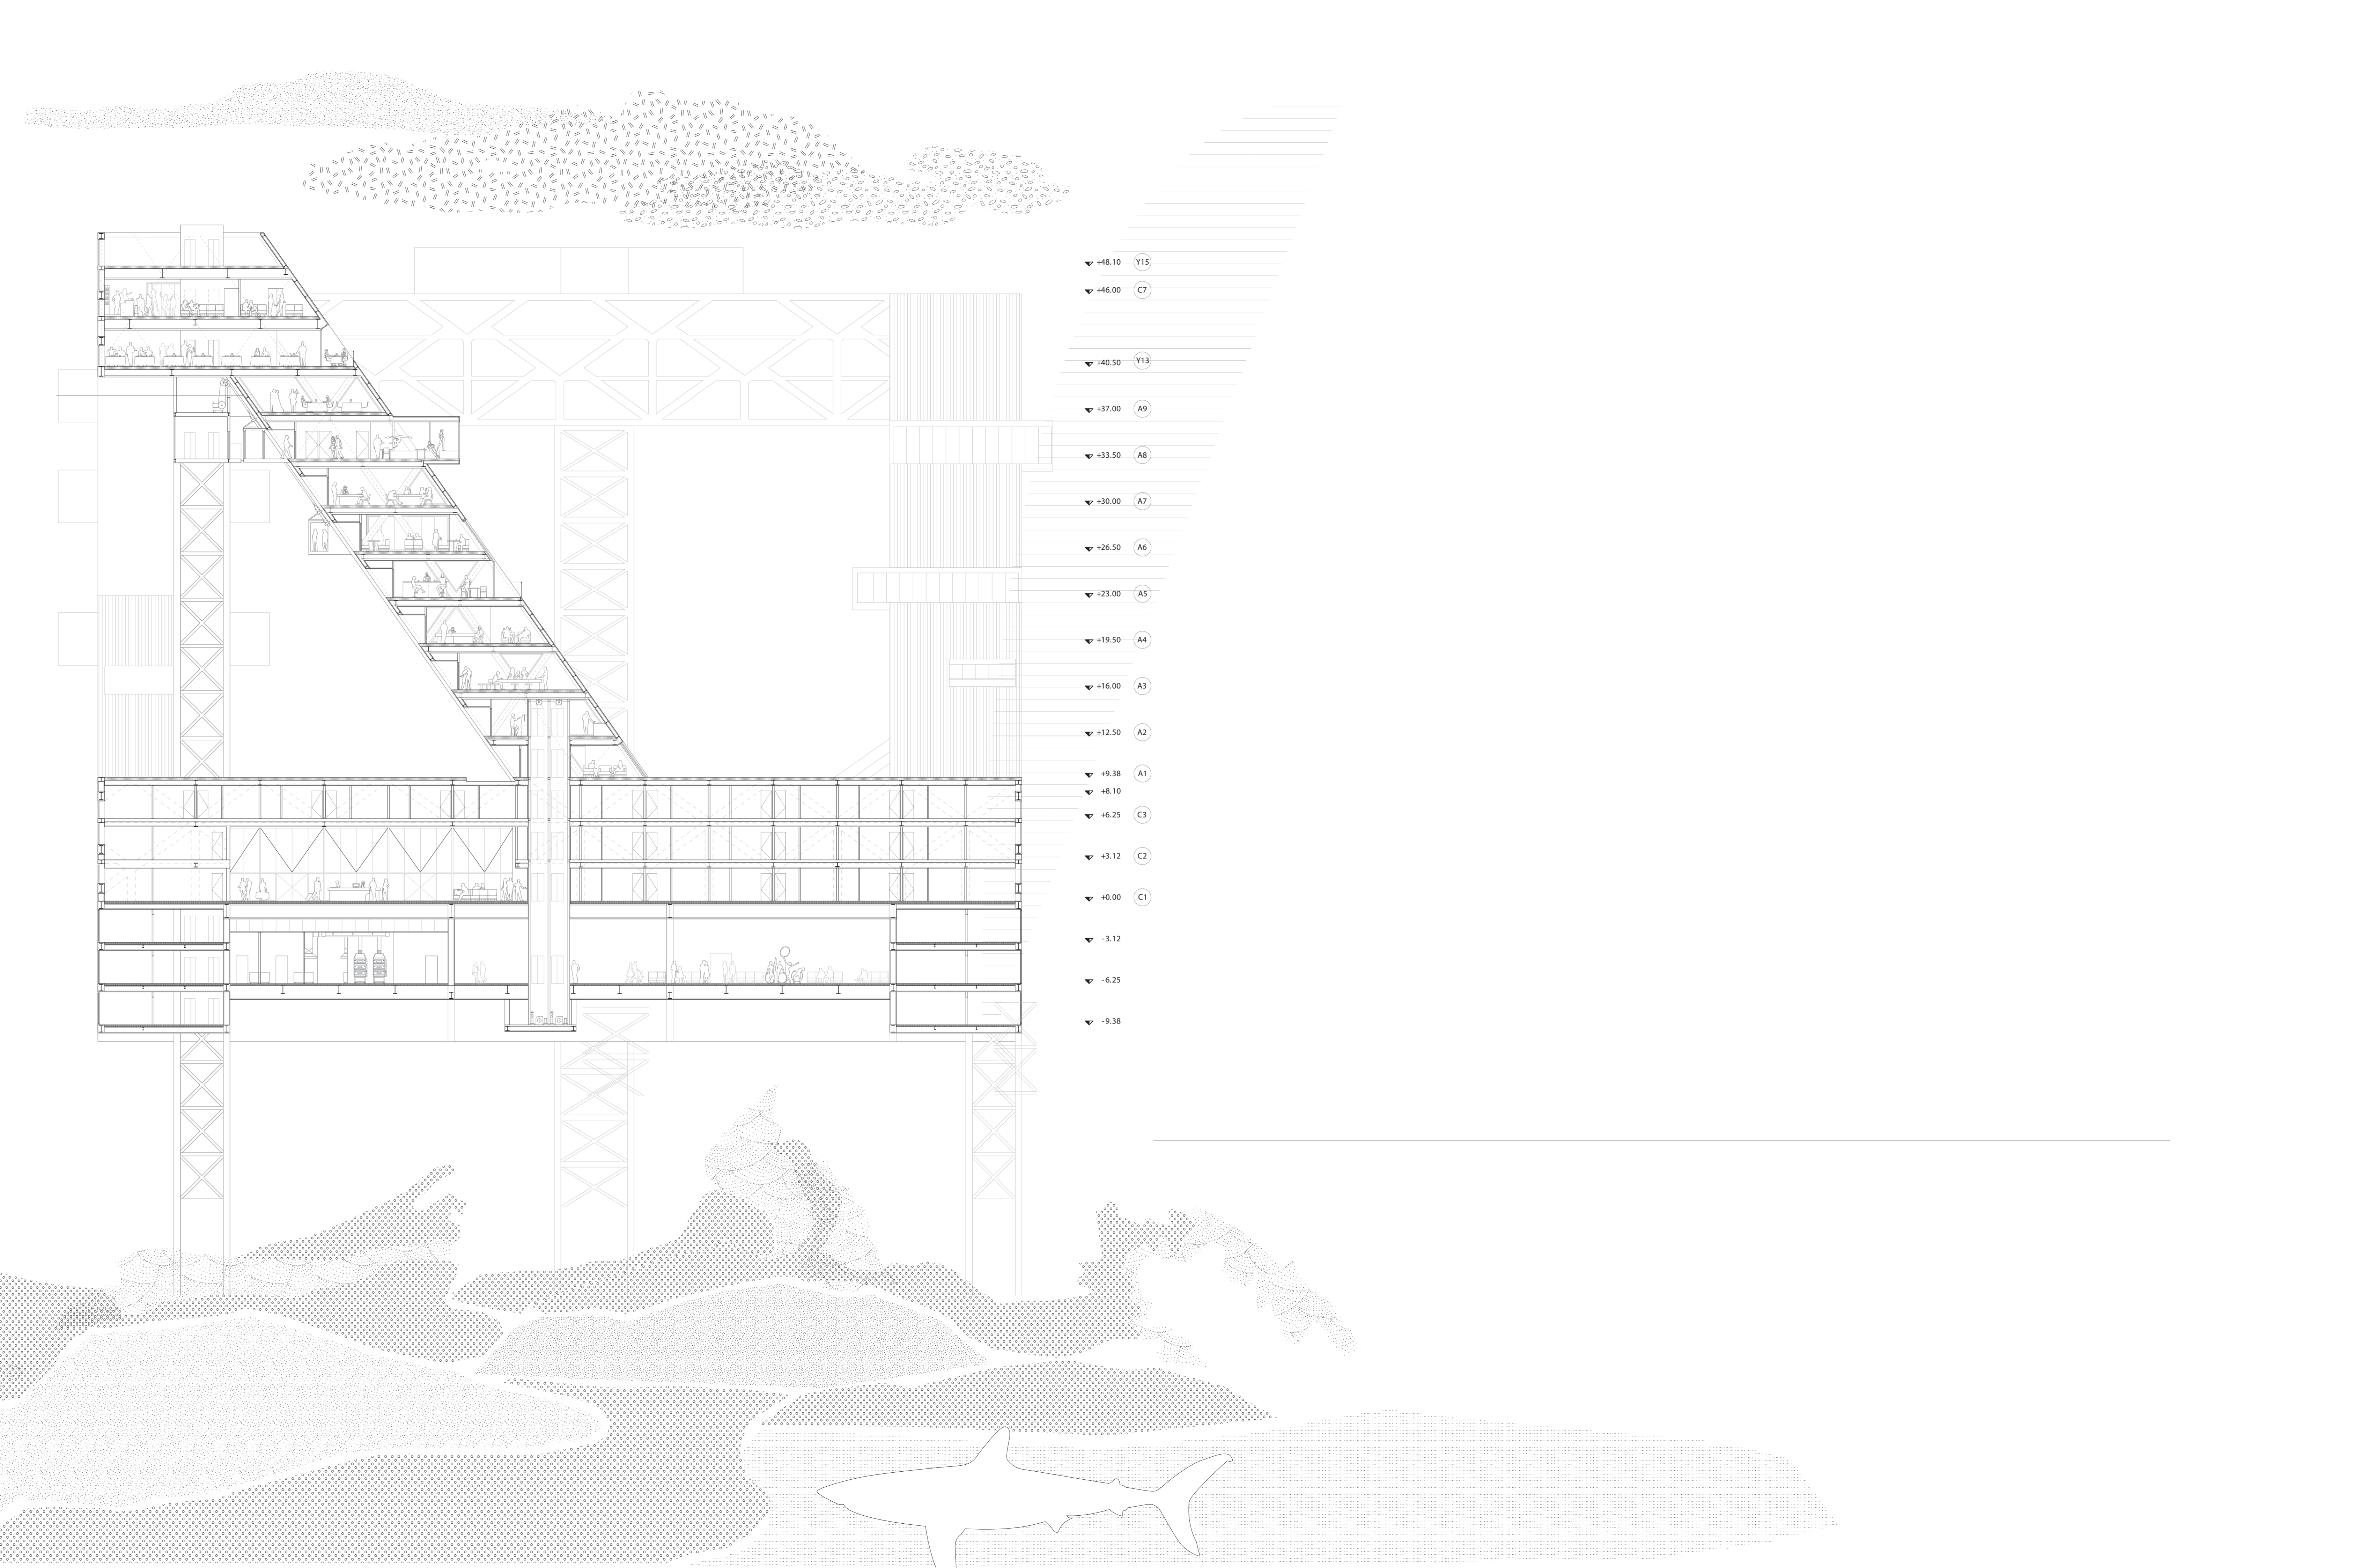 +48.10 Y15
+46.00 C7
+40.50 Y13
+37.00 A9
+33.50 A8
+30.00 A7
+26.50 A6
+23.00 A5
+19.50 A4
+16.00 A3
+12.50 A2
+9.38 A1
+8.10
+6.25 C3
+3.12 C2
+0.00 C1
-3.12
-6.25
-9.38